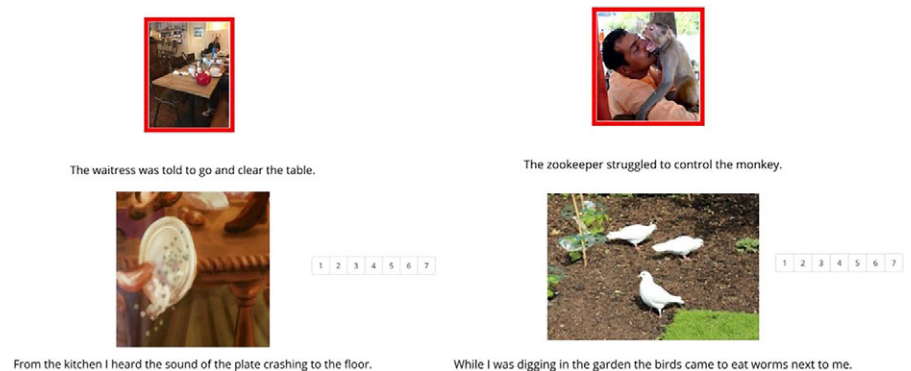 The waitress was told to go and clear the table.
1 2 3 4 5 6 7
From the kitchen I heard the sound of the plate crashing to the floor.
The zookeeper struggled to control the monkey.
1 2 3 4 5 6 7
While I was digging in the garden the birds came to eat worms next to me.